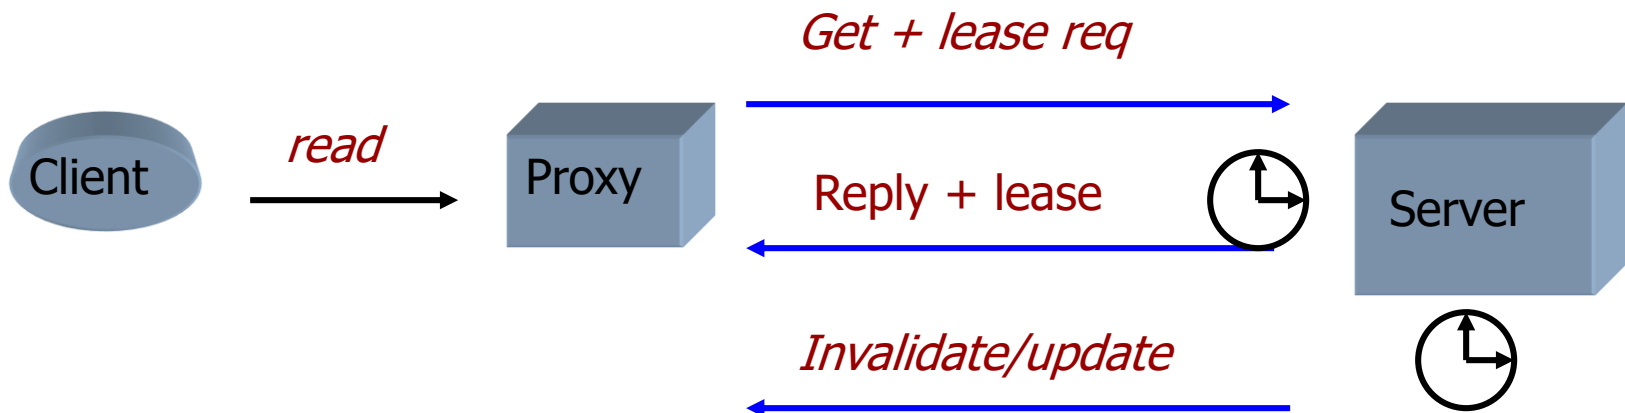 Get + lease req
Client
read
Proxy
Reply + lease
Server
Invalidate/update